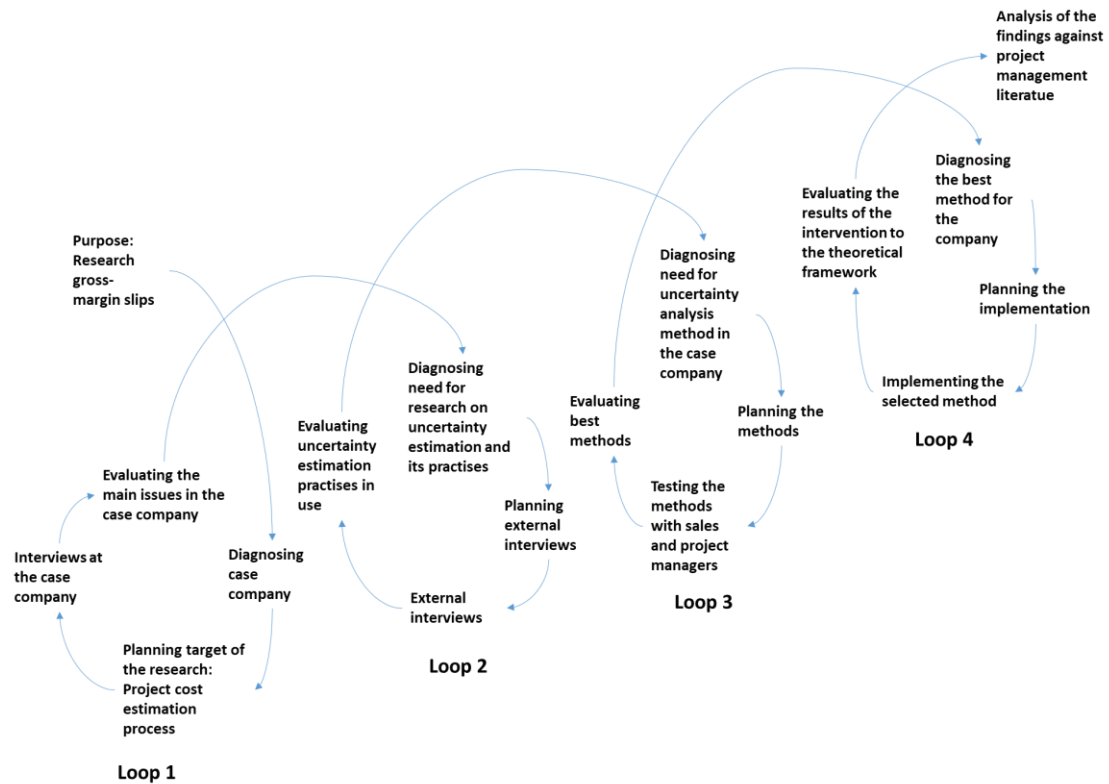 Purpose:
Research
gross-
margin slips
Diagnosing
case
company
Planning target of
the research:
Project cost
estimation
process
Interviews at
the case
company
Evaluating the
main issues in the
case company
Loop 1
Diagnosing
need for
research on
uncertainty
estimation and
its practises
Planning
external
interviews
External
interviews
Evaluating
uncertainty
estimation
practises in
use
Loop 2
Diagnosing
need for
uncertainty
analysis
method in
the case
company
Planning the
methods
Testing the
methods
with sales
and project
managers
Evaluating
best
methods
Loop 3
Diagnosing
the best
method for
the
company
Planning the
implementation
Implementing the
selected method
Evaluating the
results of the
intervention to
the theoretical
framework
Loop 4
Analysis of the
findings against
project
management
literatue